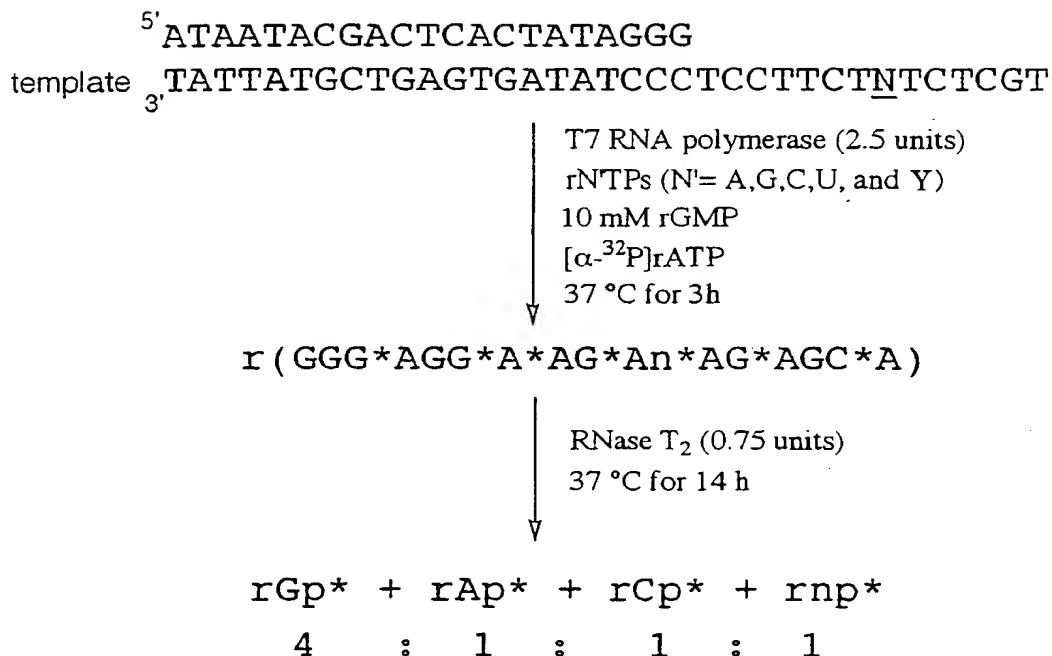 5'ATAATACGACTCACTATAGGG
template 3'TATTATGCTGAGTGATATCCCTCCTTCTNTCTCGT
T7 RNA polymerase (2.5 units)
rNTPs (N'= A,G,C,U, and Y)
10 mM rGMP
[α-³²P]rATP
37 °C for 3h
r(GGG*AGG*A*AG*An*AG*AGC*A)
RNase T₂ (0.75 units)
37 °C for 14 h
rGp* + rAp* + rCp* + rnp*
4 : 1 : 1 : 1